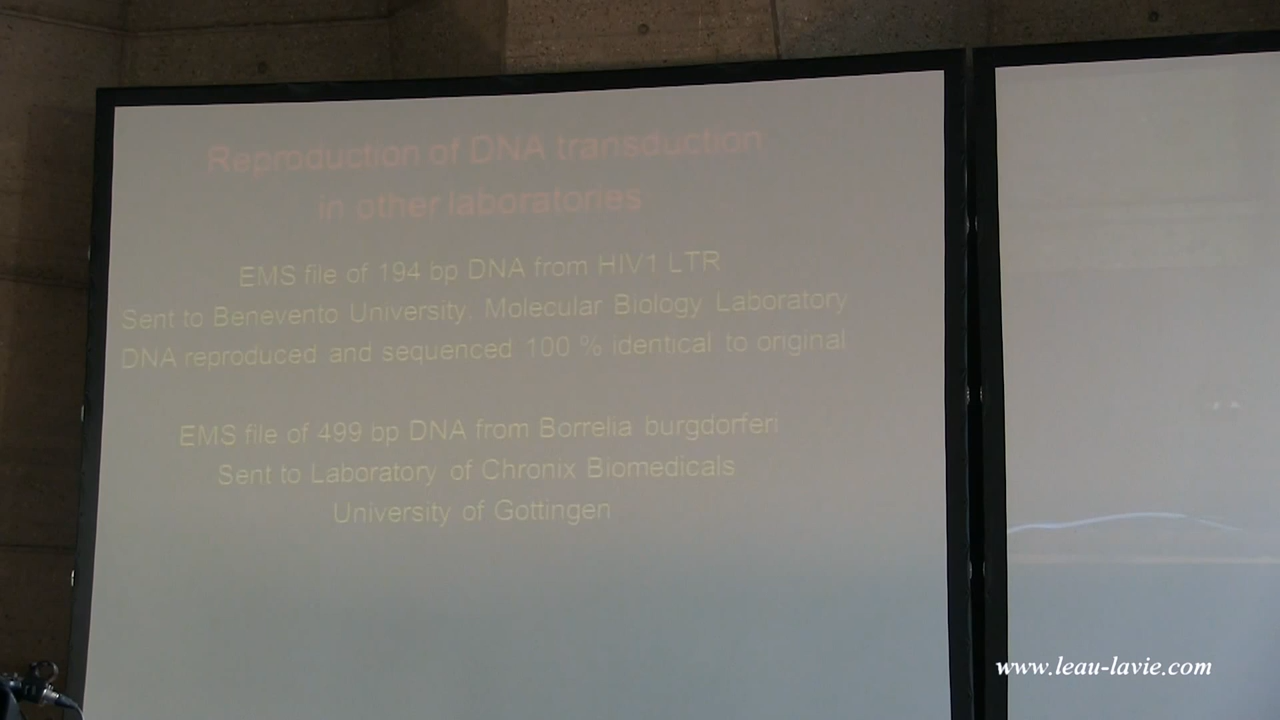 Reproduction of DNA transduction
in other laboratories
EMS file of 194 bp DNA from HIV1 LTR
Sent to Benevento University. Molecular Biology Laboratory
DNA reproduced and sequenced 100 % identical to original
EMS file of 499 bp DNA from Borrelia burgdorferi
Sent to Laboratory of Chronix Biomedicals
University of Gottingen
www.leau-lavie.com